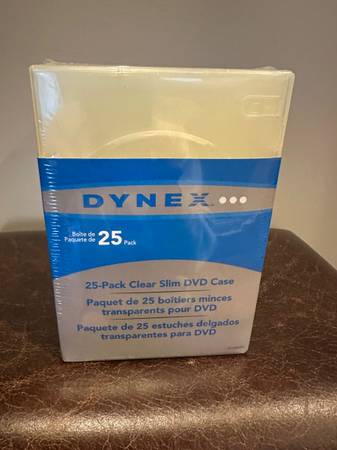 DYNEX
Boîte de
Paquete de 25 Pack
25-Pack Clear Slim DVD Case
Paquet de 25 boîtiers minces
transparents pour DVD
Paquete de 25 estuches delgados
transparentes para DVD